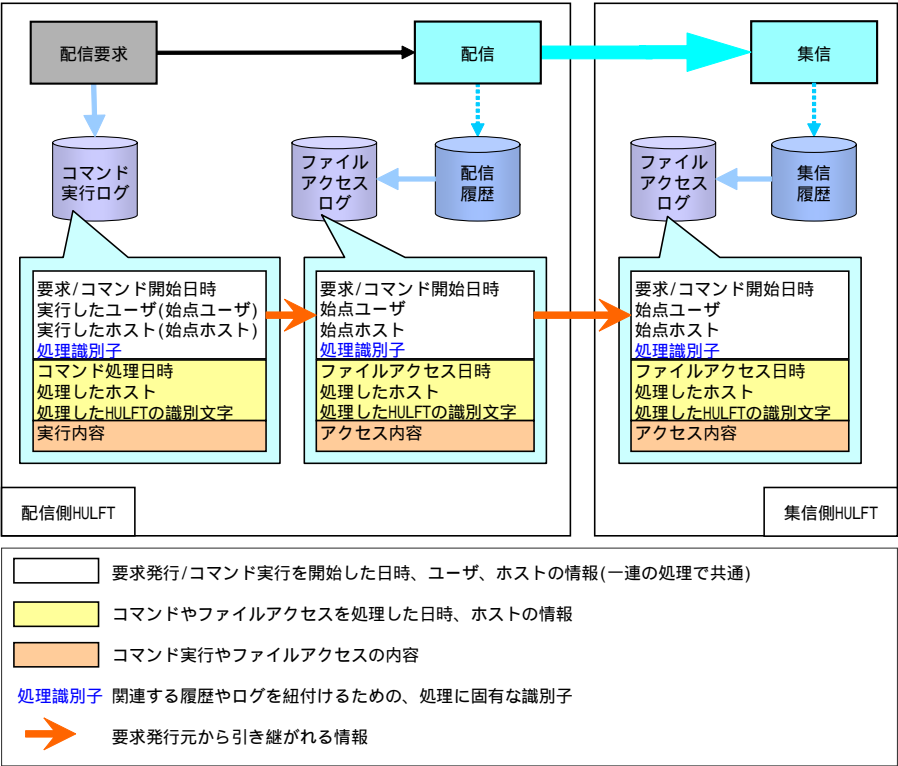 配信要求
配信
集信
コマンド
実行ログ
ファイル
アクセス
ログ
配信
履歴
ファイル
アクセス
ログ
集信
履歴
要求/コマンド開始日時
実行したユーザ(始点ユーザ)
実行したホスト(始点ホスト)
処理識別子
コマンド処理日時
処理したホスト
処理したHULFTの識別文字
実行内容
要求/コマンド開始日時
始点ユーザ
始点ホスト
処理識別子
ファイルアクセス日時
処理したホスト
処理したHULFTの識別文字
アクセス内容
要求/コマンド開始日時
始点ユーザ
始点ホスト
処理識別子
ファイルアクセス日時
処理したホスト
処理したHULFTの識別文字
アクセス内容
配信側HULFT
集信側HULFT
要求発行/コマンド実行を開始した日時、ユーザ、ホストの情報(一連の処理で共通)
コマンドやファイルアクセスを処理した日時、ホストの情報
コマンド実行やファイルアクセスの内容
処理識別子 関連する履歴やログを紐付けるための、処理に固有な識別子
要求発行元から引き継がれる情報